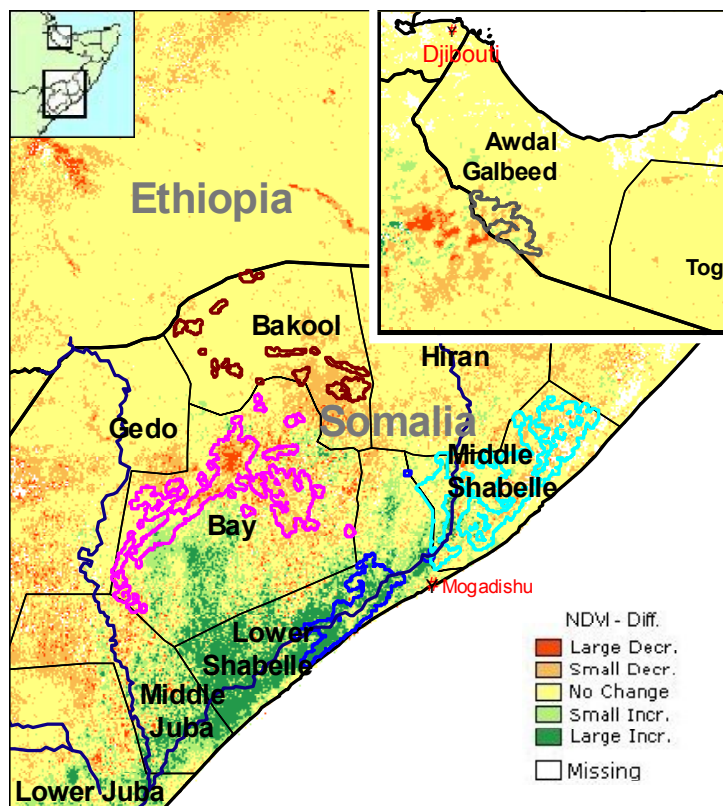 Djibouti
Awdal
Galbeed
Tog
Ethiopia
Bakool
Hiran
Somalia
Gedo
Middle
Shabelle
Bay
Mogadishu
Lower
Shabelle
Middle
Juba
Lower Juba
NDVI - Diff.
Large Decr.
Small Decr.
No Change
Small Incr.
Large Incr.
Missing